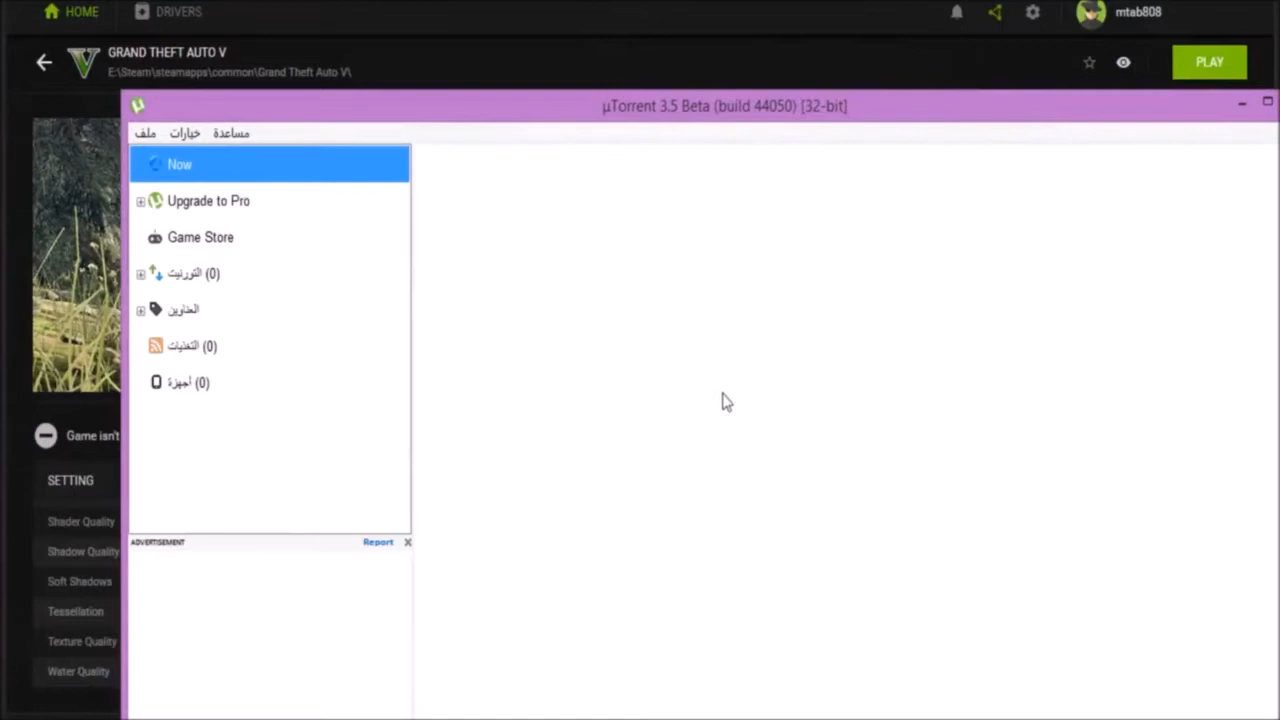 HOME
DRIVERS
mtab808
GRAND THEFT AUTO V
E:\Steam\steamapps\common\Grand Theft Auto V\
PLAY
µTorrent 3.5 Beta (build 44050) [32-bit]
ملف خيارات مساعدة
Now
Upgrade to Pro
Game Store
التورنيت (0)
العناوين
التغذيات (0)
أجهزة (0)
Game isn't
SETTING
Shader Quality
Shadow Quality
Soft Shadows
Tessellation
Texture Quality
Water Quality
ADVERTISEMENT
Report